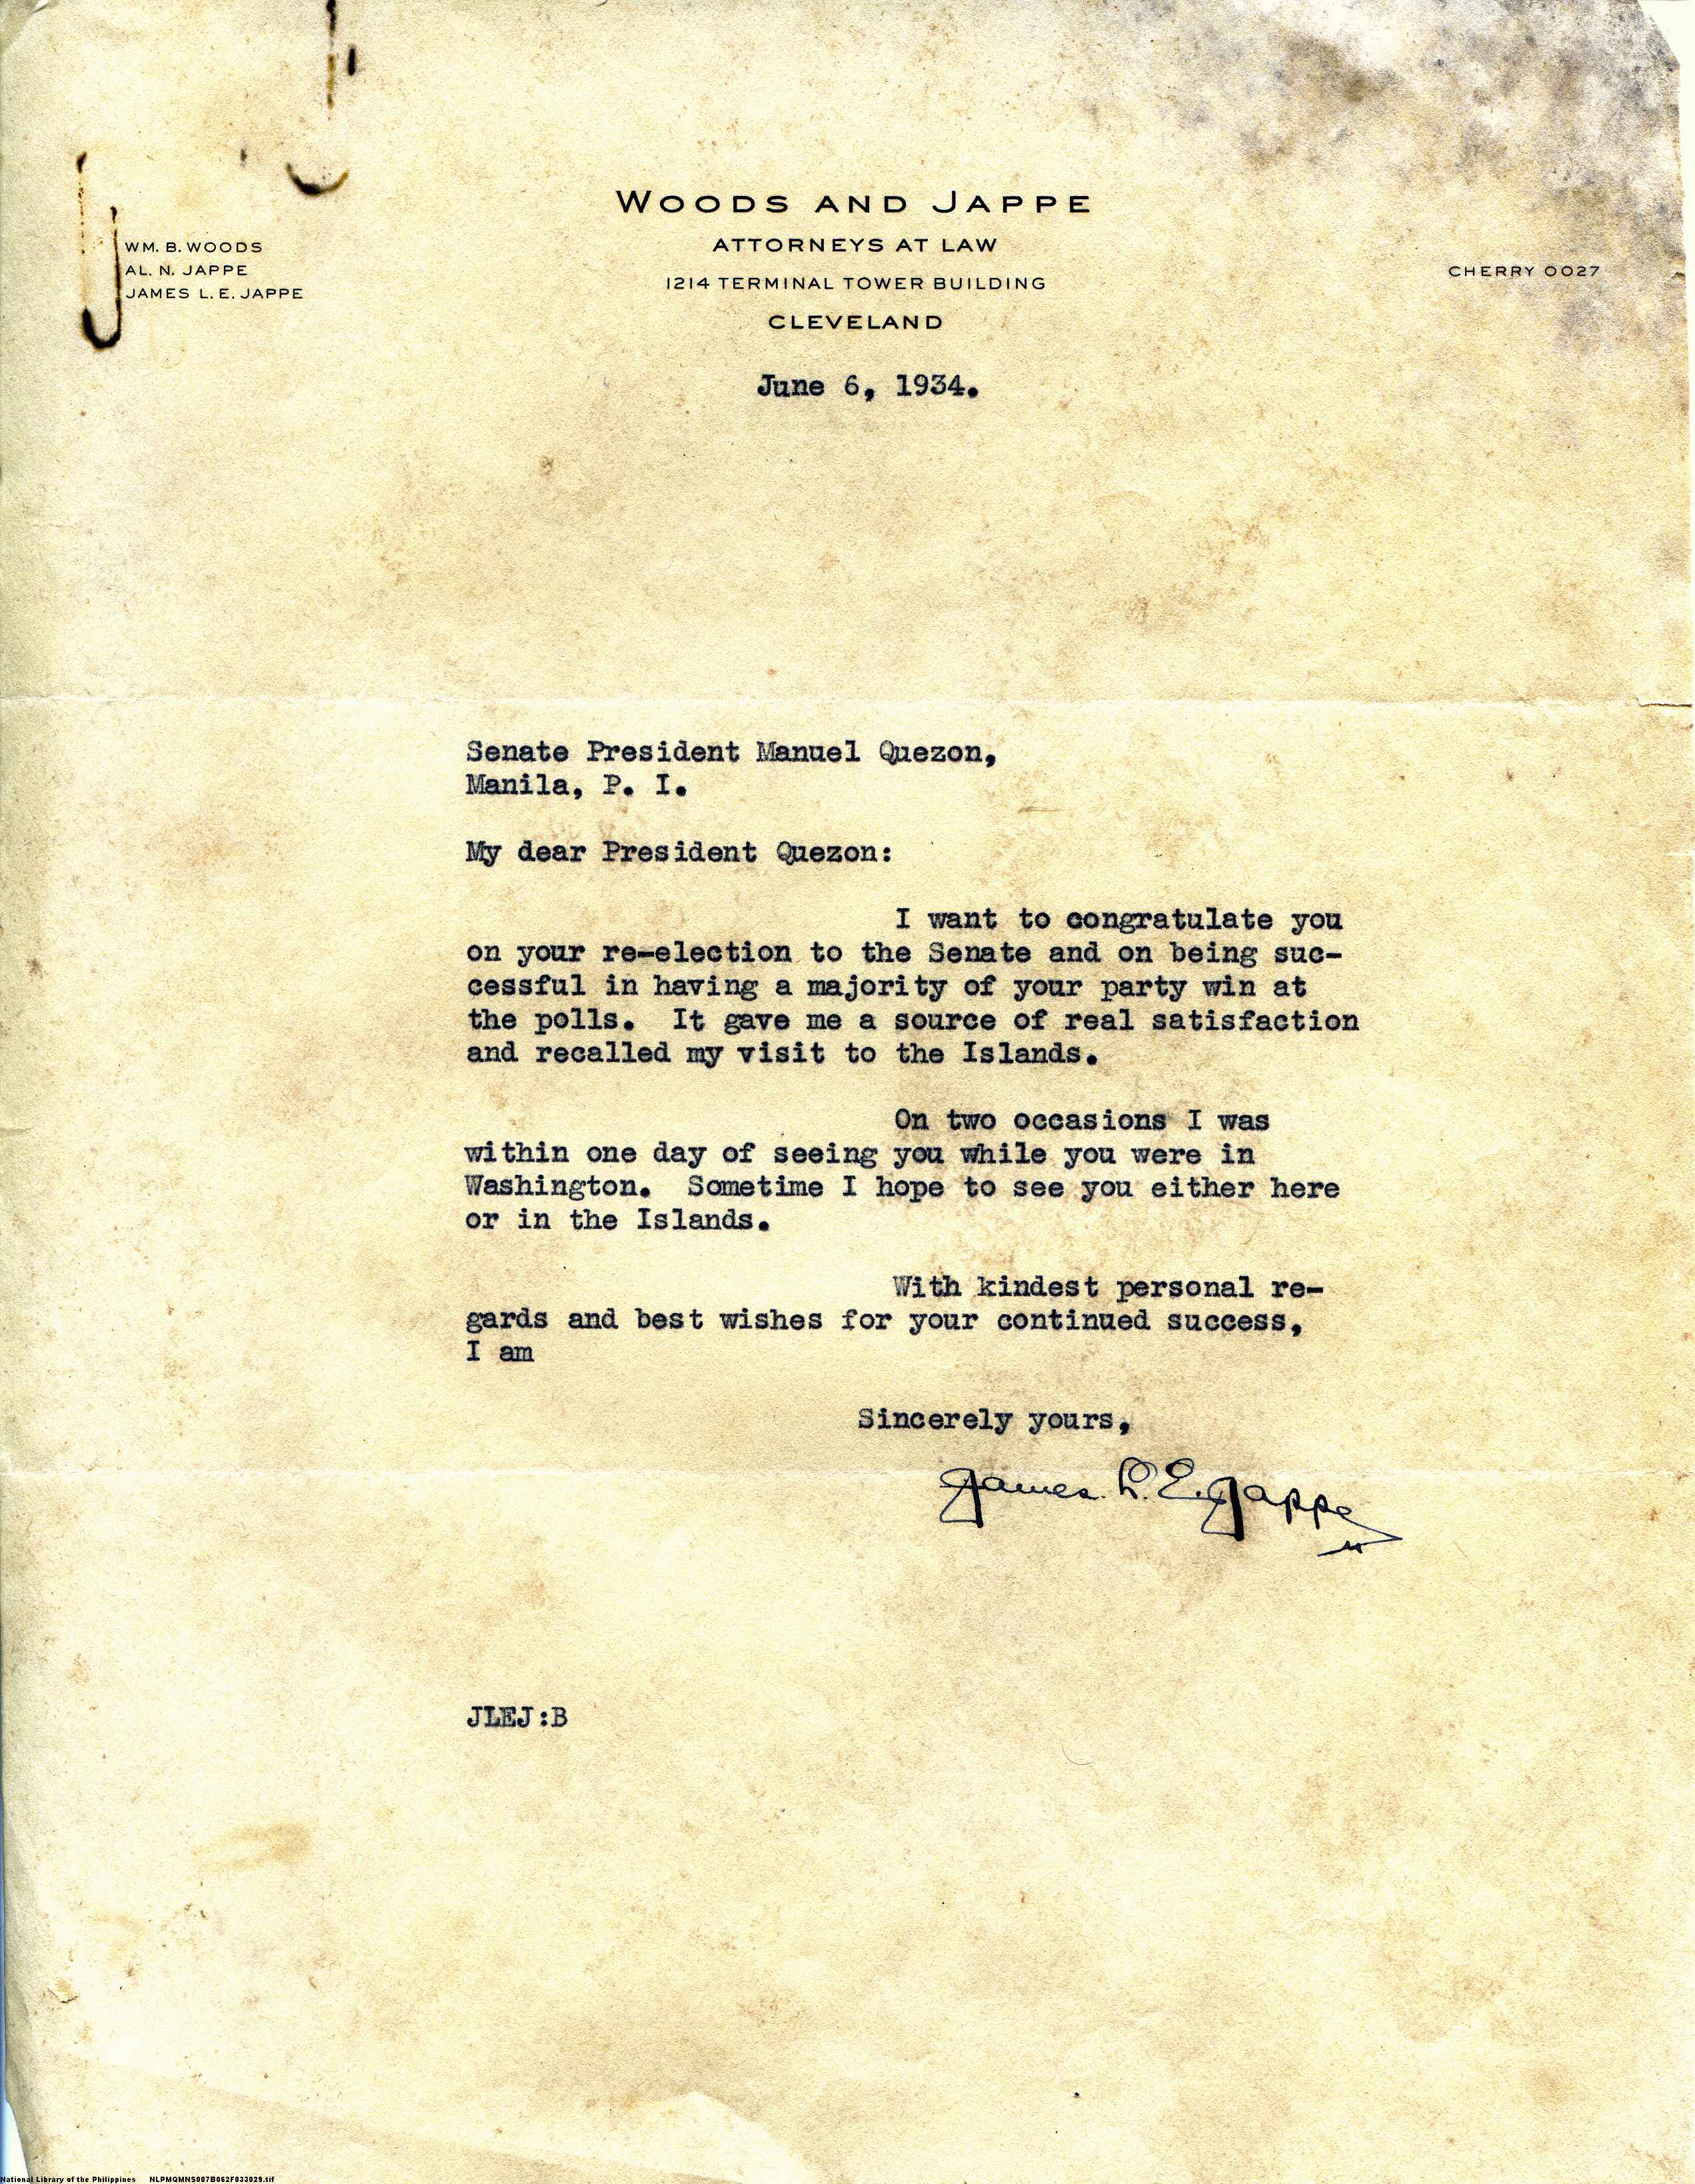 WOODS AND JAPPE
ATTORNEYS AT LAW
1214 TERMINAL TOWER BUILDING
CLEVELAND
WM. B. WOODS
AL. N. JAPPE
JAMES L. E. JAPPE
CHERRY 0027
June 6, 1934.
Senate President Manuel Quezon,
Manila, P. I.
My dear President Quezon:
I want to congratulate you
on your re-election to the Senate and on being suc-
cessful in having a majority of your party win at
the polls. It gave me a source of real satisfaction
and recalled my visit to the Islands.
On two occasions I was
within one day of seeing you while you were in
Washington. Sometime I hope to see you either here
or in the Islands.
With kindest personal re-
gards and best wishes for your continued success,
I am
Sincerely yours,
James L. E. Jappe
JLEJ:B
National Library of the Philippines NLPMQMNS007B062F033029.tif